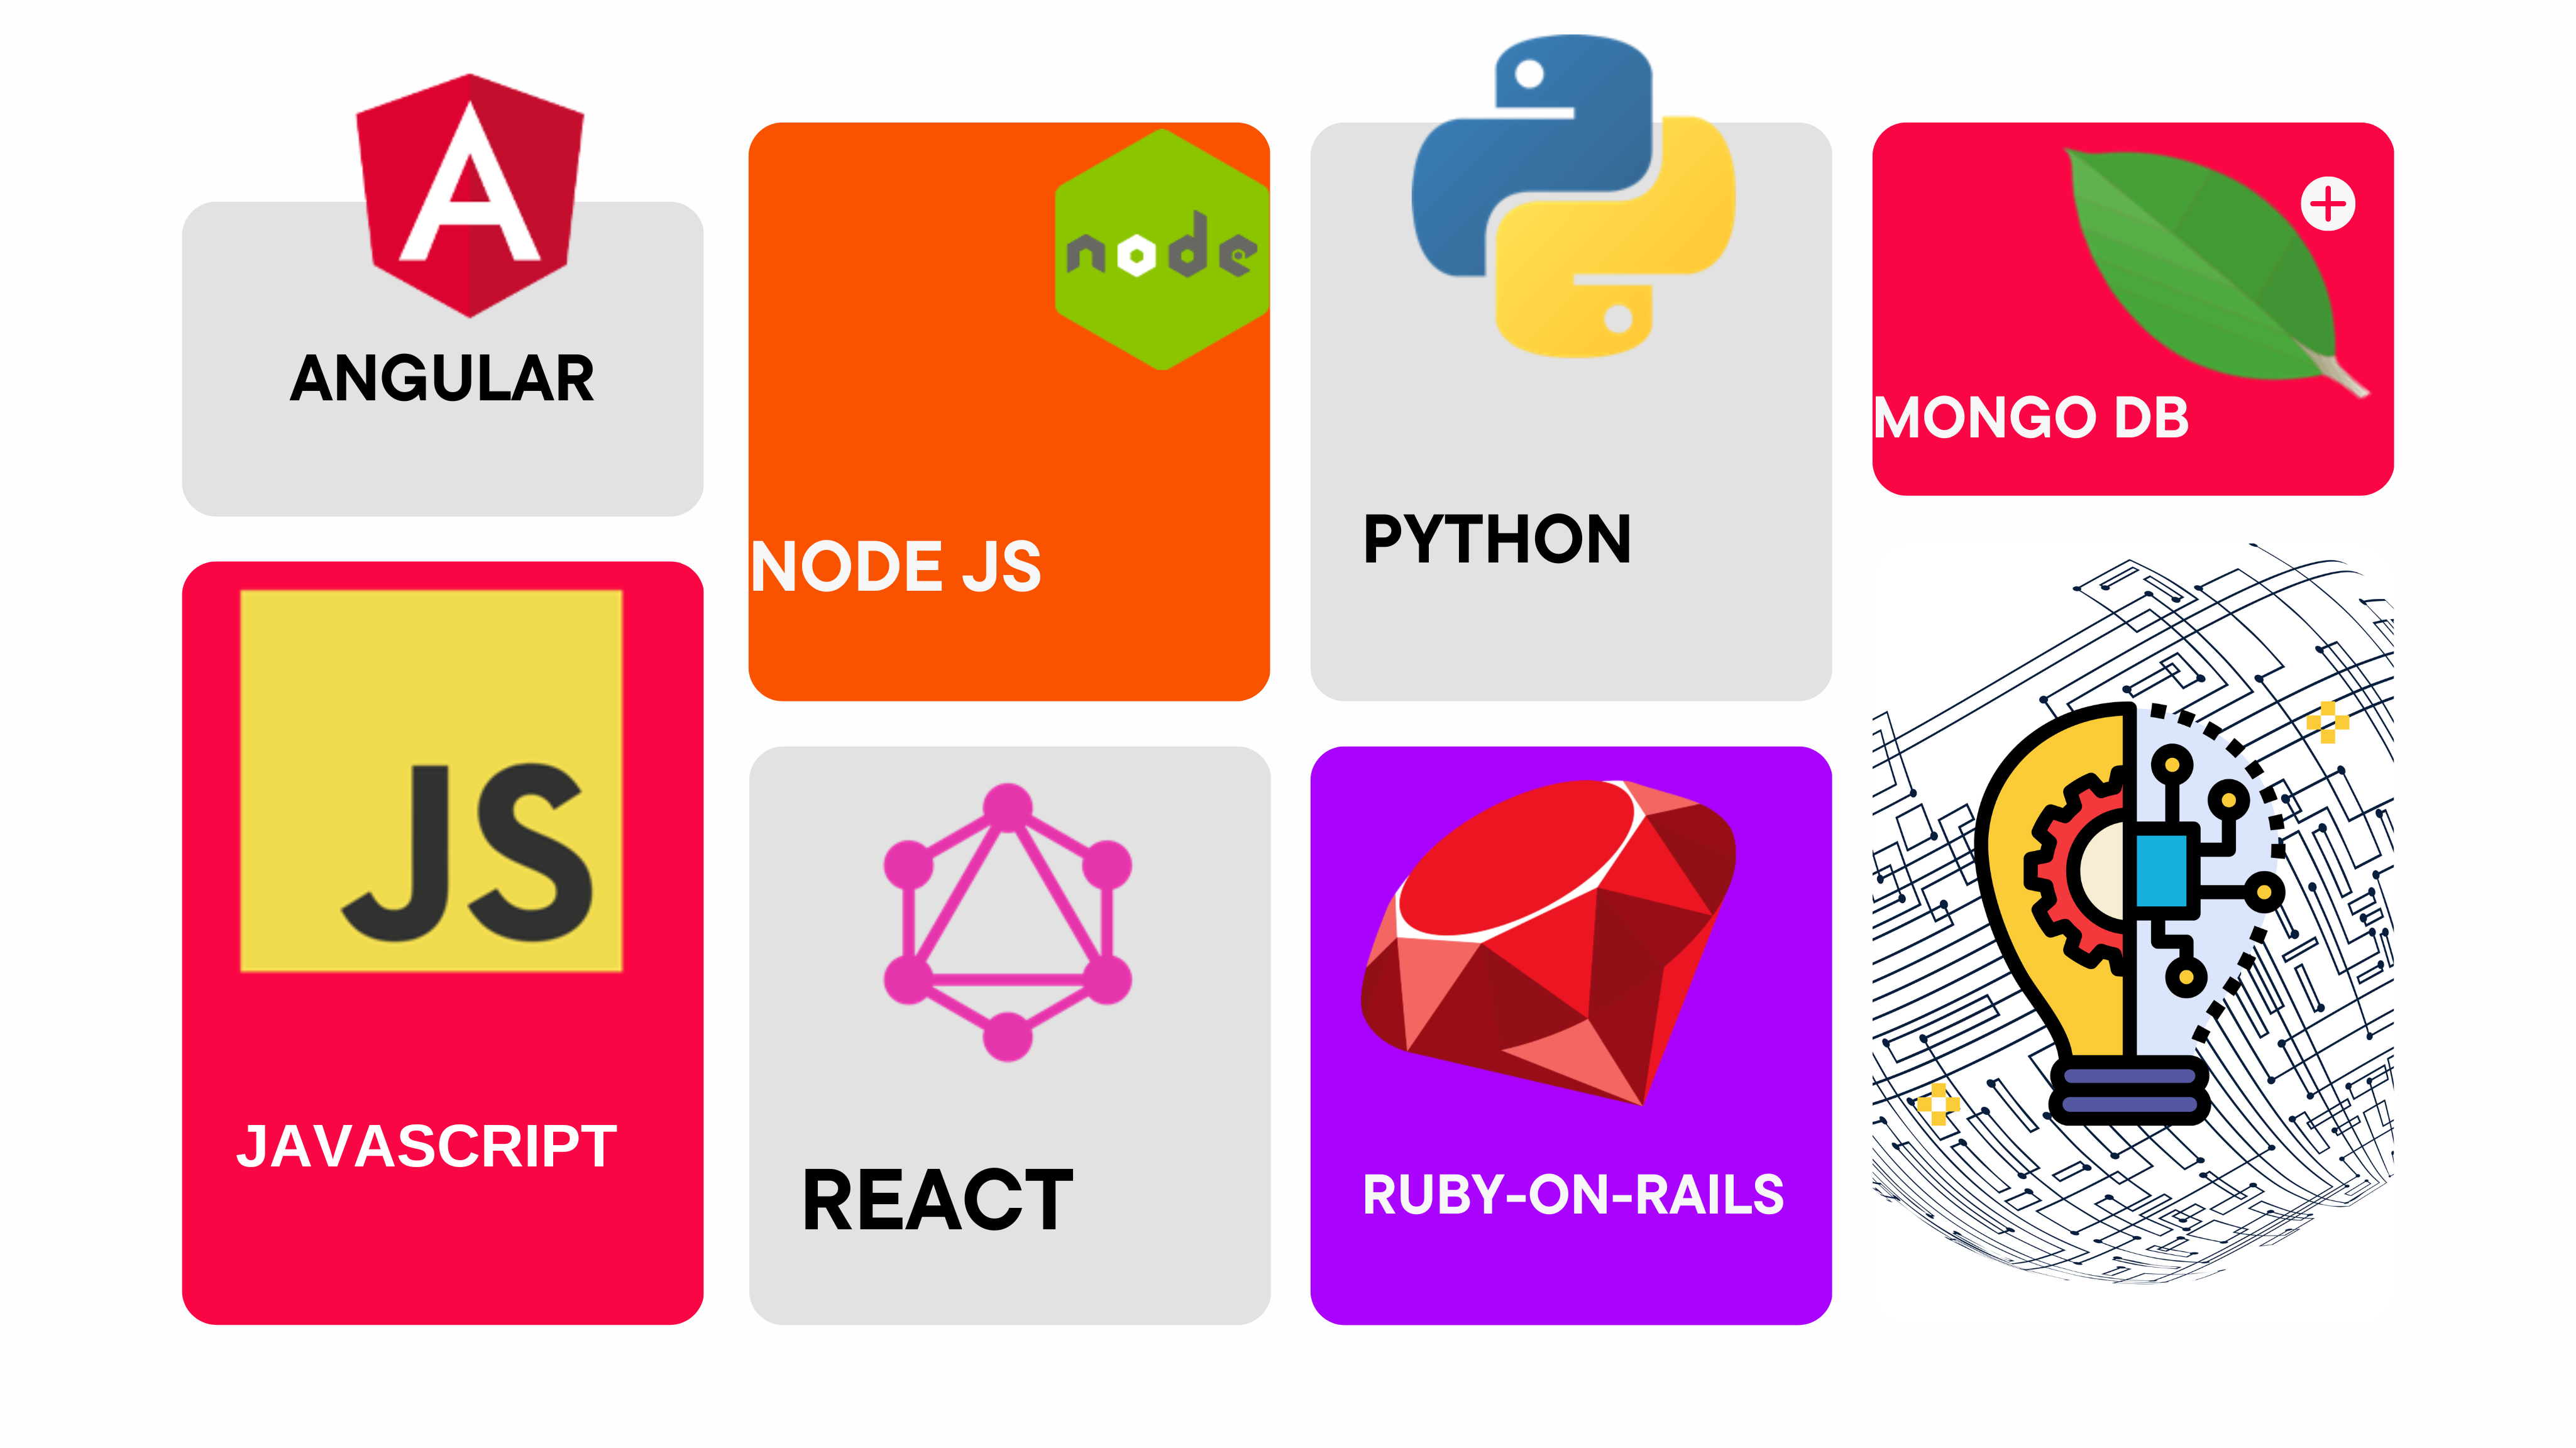 A
ANGULAR
node
NODE JS
PYTHON
MONGO DB
JS
JAVASCRIPT
REACT
RUBY-ON-RAILS